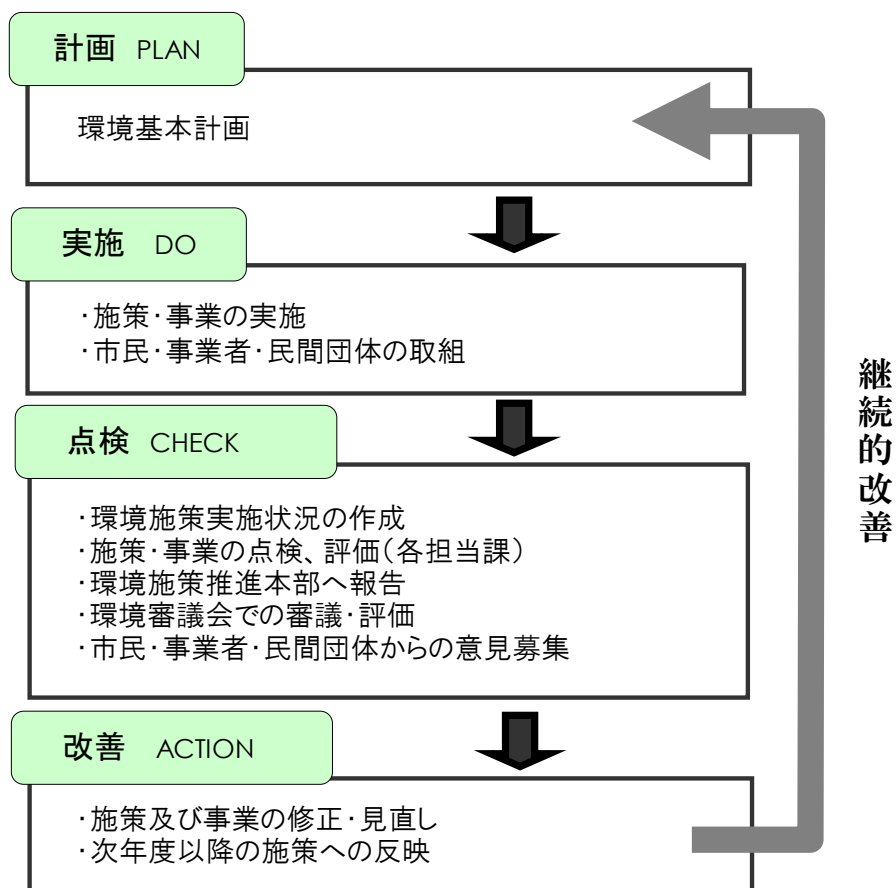 計画 PLAN
環境基本計画
実施 DO
・施策・事業の実施
・市民・事業者・民間団体の取組
点検 CHECK
・環境施策実施状況の作成
・施策・事業の点検、評価（各担当課）
・環境施策推進本部へ報告
・環境審議会での審議・評価
・市民・事業者・民間団体からの意見募集
改善 ACTION
・施策及び事業の修正・見直し
・次年度以降の施策への反映
継続的改善